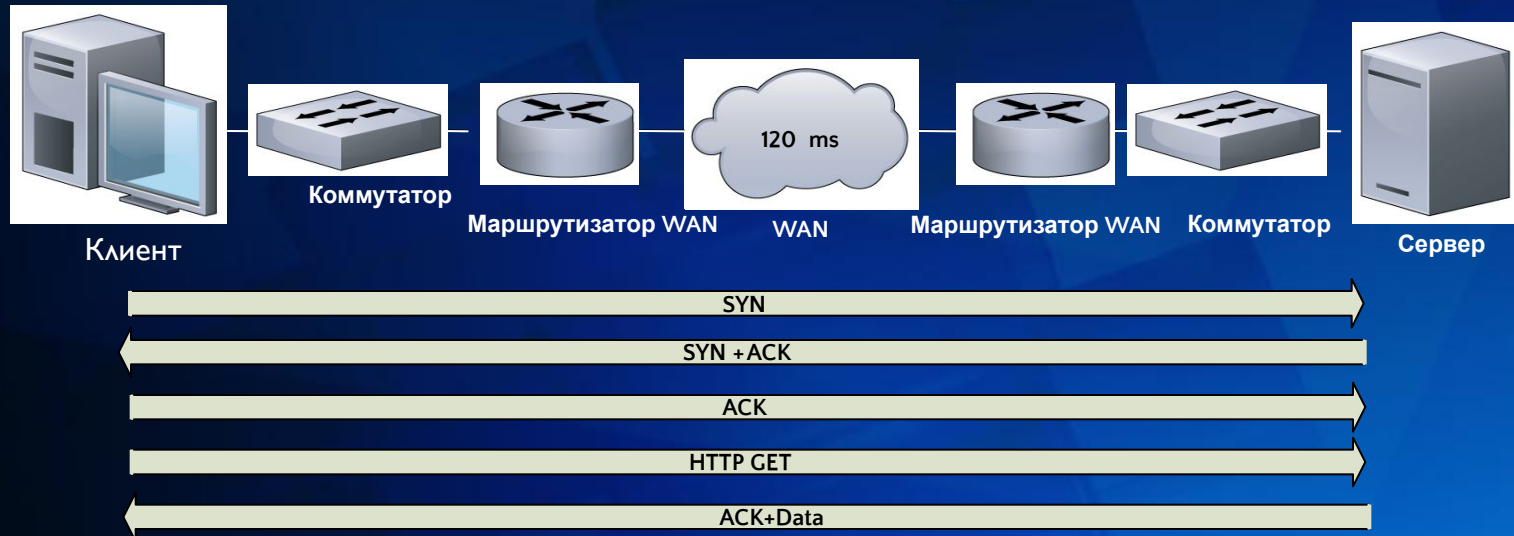 120 ms
Коммутатор
Маршрутизатор WAN
WAN
Маршрутизатор WAN
Коммутатор
Клиент
Сервер
SYN
SYN +ACK
ACK
HTTP GET
ACK+Data